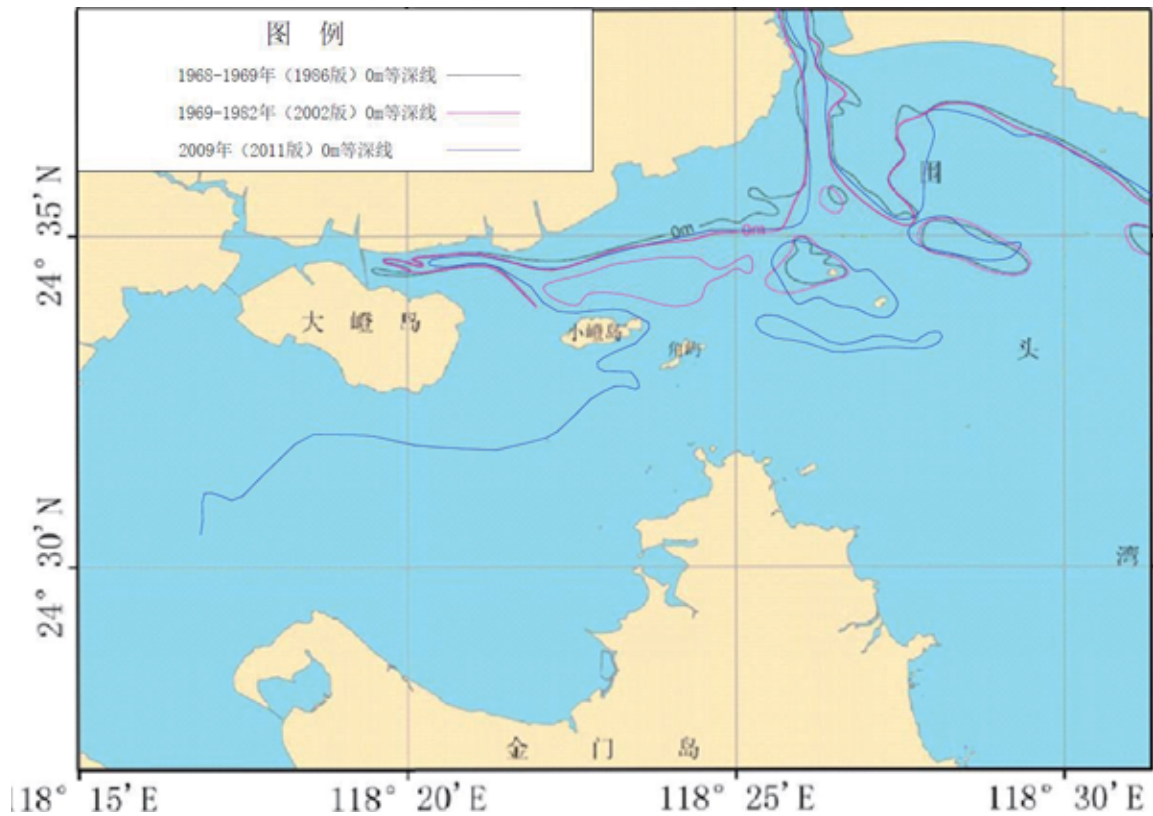 图 例
1968-1969年（1986版）0m等深线
1969-1982年（2002版）0m等深线
2009年（2011版）0m等深线
24° 35′ N
24° 30′ N
围
0m
0m
大 嶝 岛
小嶝岛
角屿
头
湾
金 门 岛
118° 15′ E
118° 20′ E
118° 25′ E
118° 30′ E